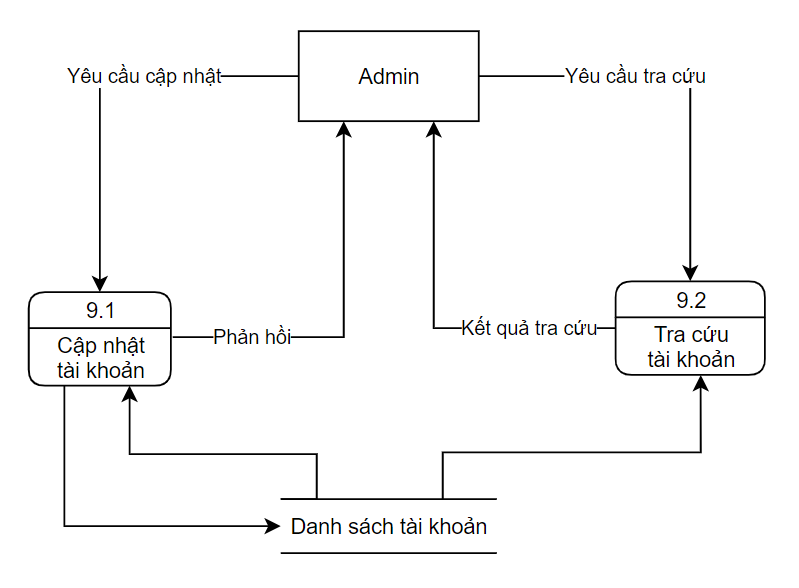 Admin
Yêu cầu cập nhật
Yêu cầu tra cứu
9.1
Cập nhật
tài khoản
Phản hồi
Kết quả tra cứu
9.2
Tra cứu
tài khoản
Danh sách tài khoản